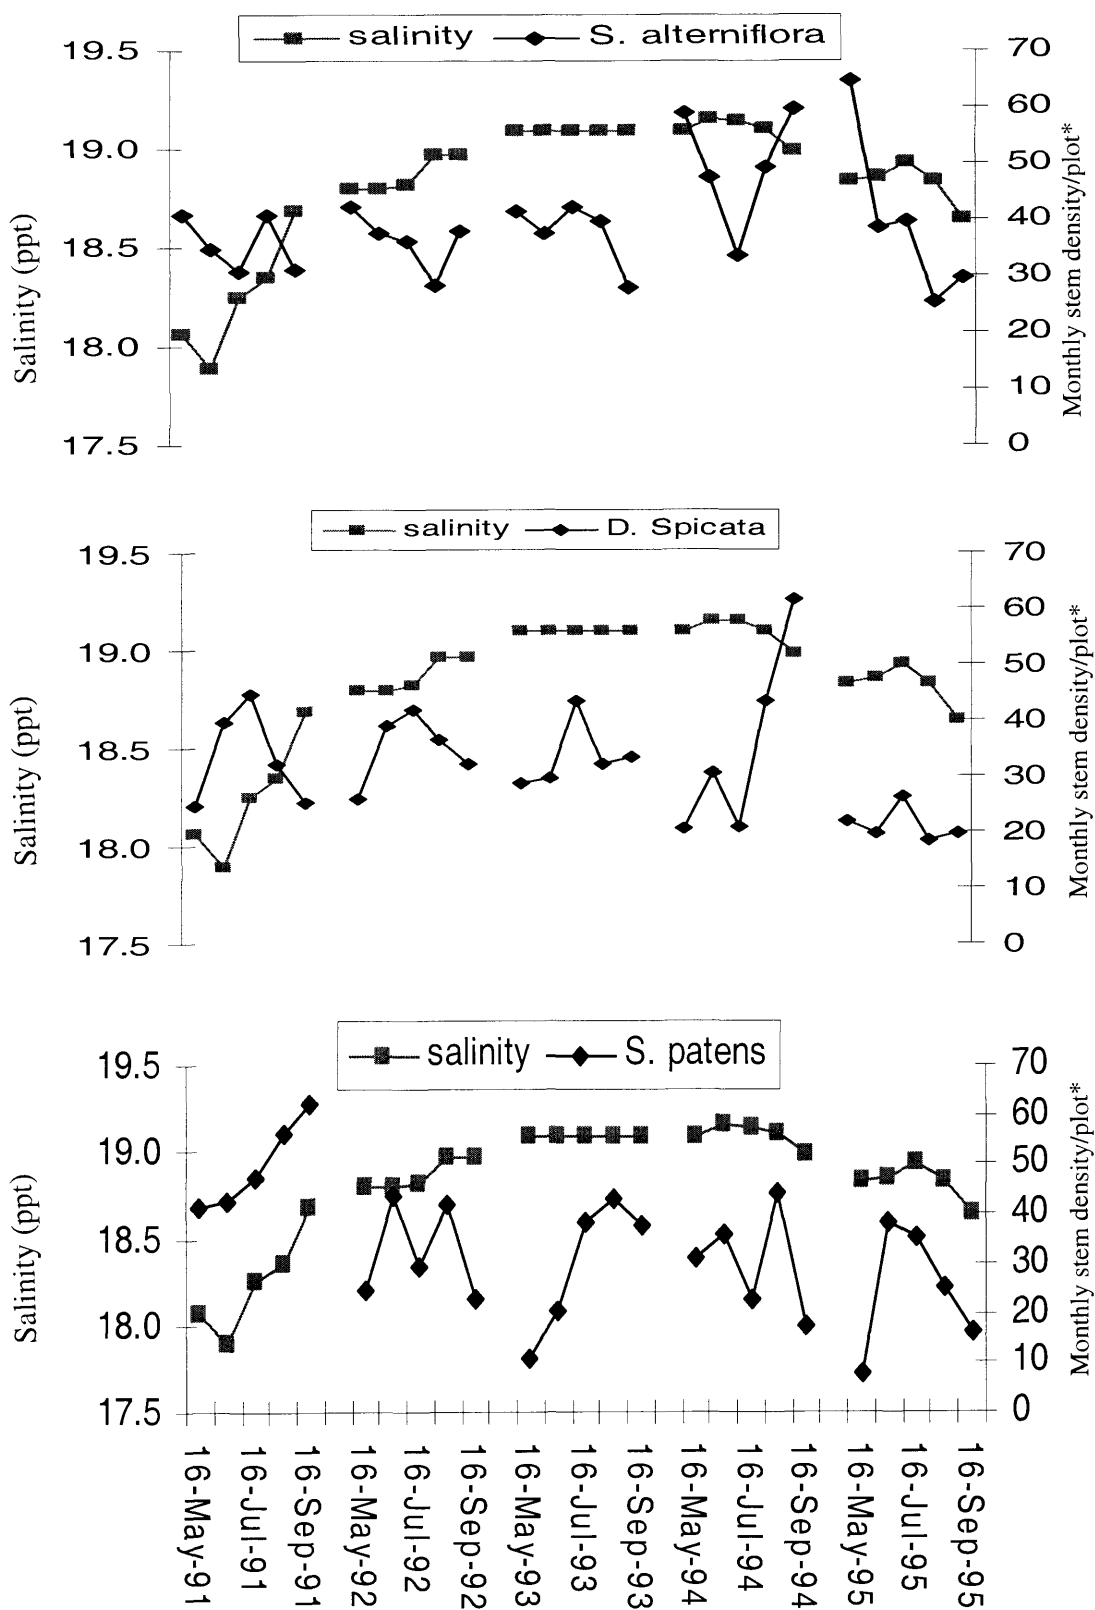 salinity S. alterniflora
19.5
19.0
18.5
18.0
17.5
Salinity (ppt)
70
60
50
40
30
20
10
0
Monthly stem density/plot*
salinity D. Spicata
19.5
19.0
18.5
18.0
17.5
Salinity (ppt)
70
60
50
40
30
20
10
0
Monthly stem density/plot*
salinity S. patens
19.5
19.0
18.5
18.0
17.5
Salinity (ppt)
70
60
50
40
30
20
10
0
Monthly stem density/plot*
16-May-91
16-Jul-91
16-Sep-91
16-May-92
16-Jul-92
16-Sep-92
16-May-93
16-Jul-93
16-Sep-93
16-May-94
16-Jul-94
16-Sep-94
16-May-95
16-Jul-95
16-Sep-95